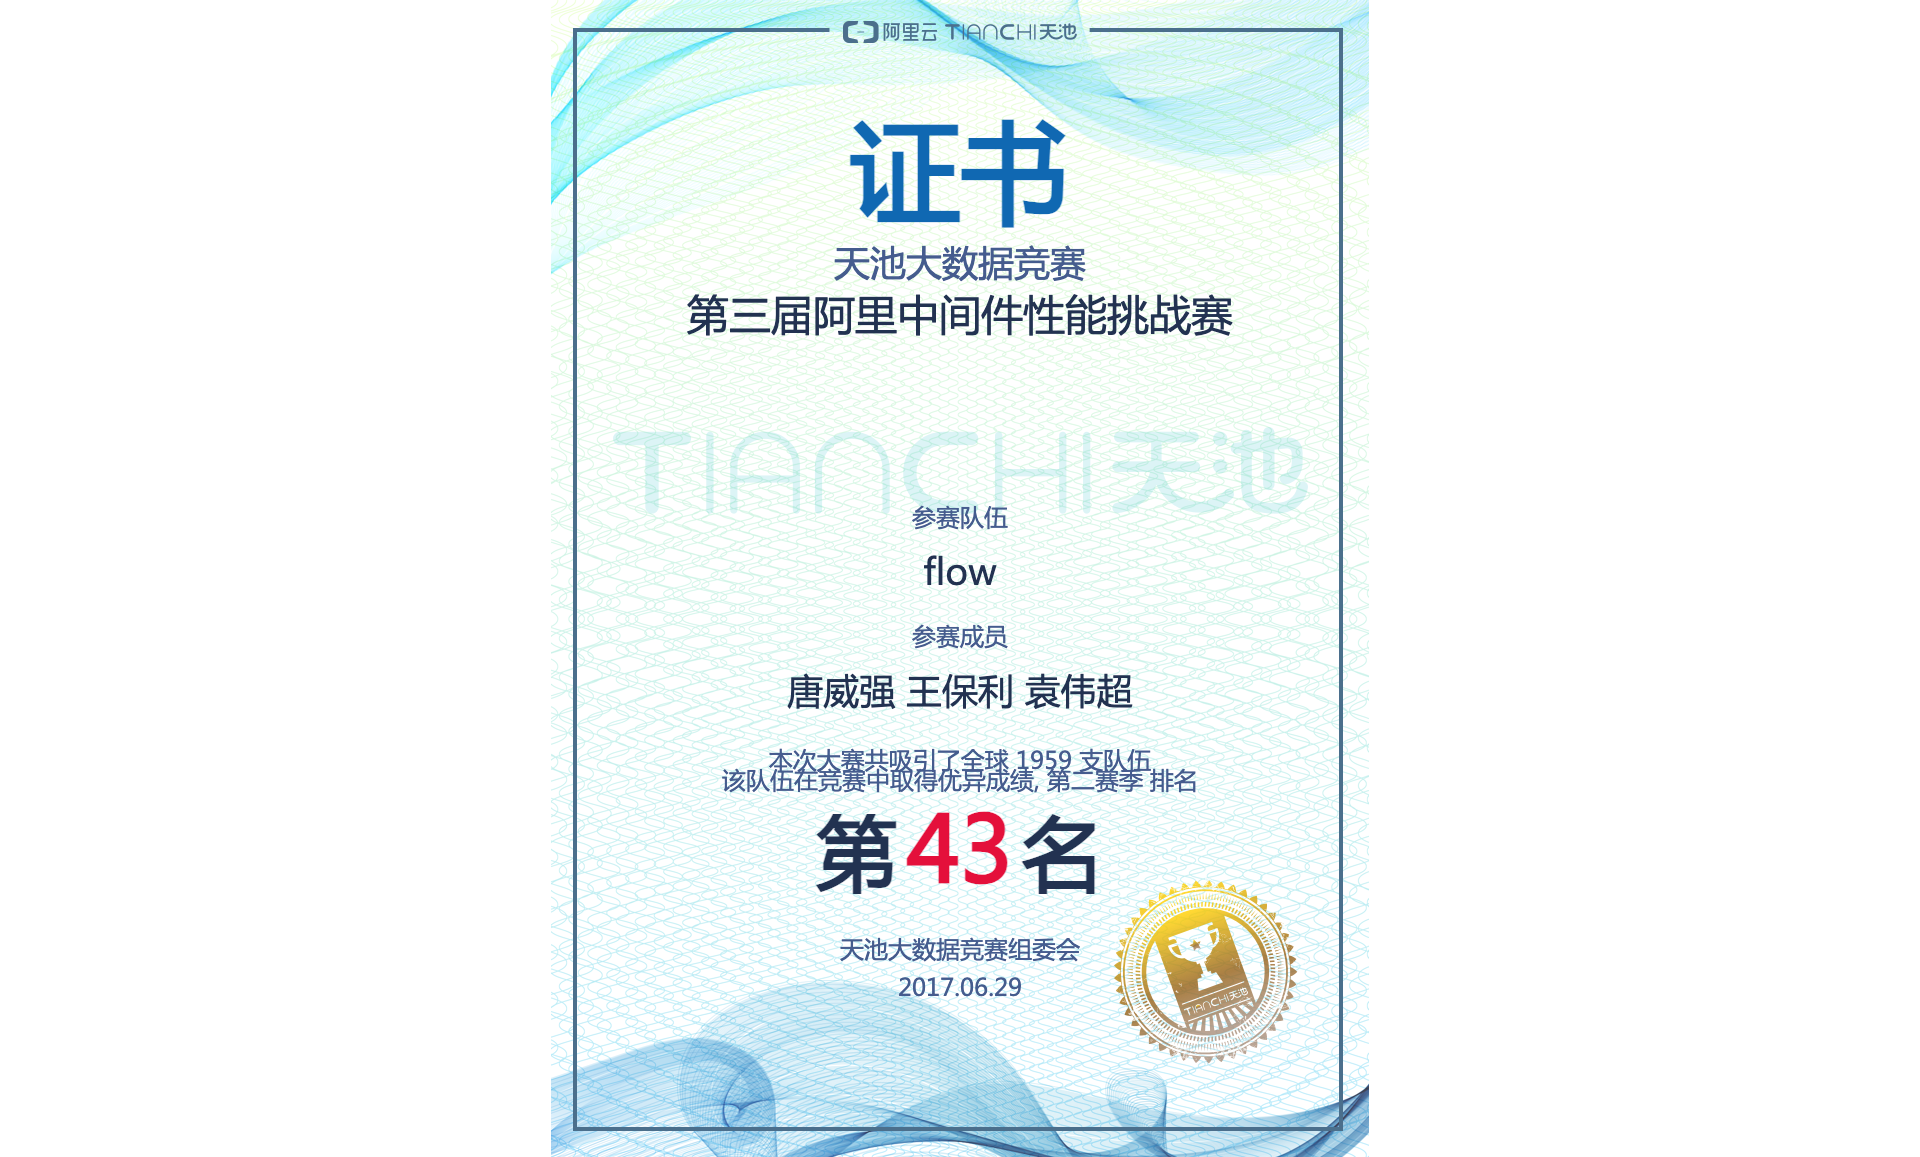 阿里云 TIANCHI天池
证书
天池大数据竞赛
第三届阿里中间件性能挑战赛
TIANCHI天池
参赛队伍
flow
参赛成员
唐威强 王保利 袁伟超
本次大赛共吸引了全球 1959 支队伍
该队伍在竞赛中取得优异成绩, 第二赛季 排名
第43名
天池大数据竞赛组委会
2017.06.29
TIANCHI天池